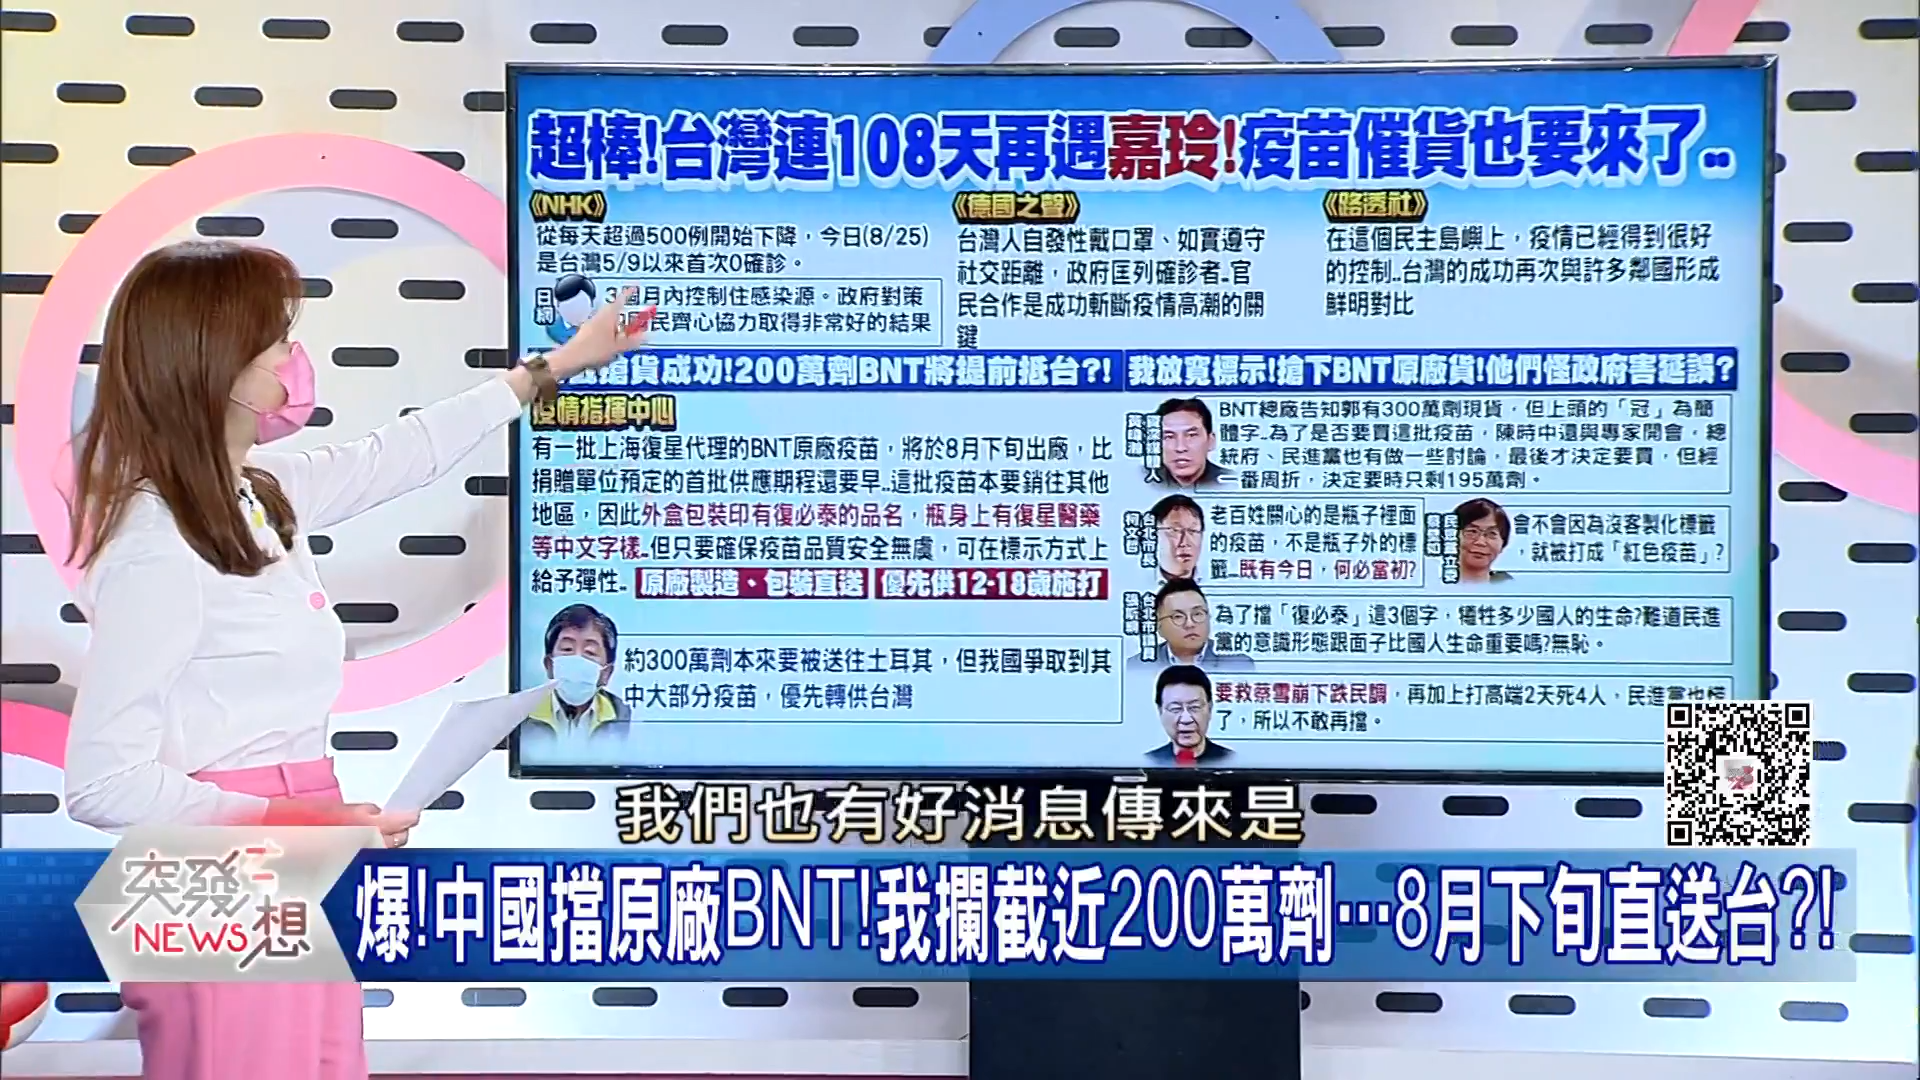 超棒!台灣連108天再遇嘉玲!疫苗催貨也要來了..
《NHK》
從每天超過500例開始下降，今日(8/25)
是台灣5/9以來首次0確診。
日網
3個月內控制住感染源。政府對策
國民齊心協力取得非常好的結果
《德國之聲》
台灣人自發性戴口罩、如實遵守
社交距離，政府匡列確診者..官
民合作是成功斬斷疫情高潮的關
鍵
《路透社》
在這個民主島嶼上，疫情已經得到很好
的控制..台灣的成功再次與許多鄰國形成
鮮明對比
搶貨成功!200萬劑BNT將提前抵台?!
疫情指揮中心
有一批上海復星代理的BNT原廠疫苗，將於8月下旬出廠，比
捐贈單位預定的首批供應期程還要早..這批疫苗本要銷往其他
地區，因此外盒包裝印有復必泰的品名，瓶身上有復星醫藥
等中文字樣..但只要確保疫苗品質安全無虞，可在標示方式上
給予彈性.. 原廠製造、包裝直送 優先供12-18歲施打
約300萬劑本來要被送往土耳其，但我國爭取到其
中大部分疫苗，優先轉供台灣
我放寬標示!搶下BNT原廠貨!他們怪政府害延誤?
BNT總廠告知郭有300萬劑現貨，但上頭的「冠」為簡
體字..為了是否要買這批疫苗，陳時中還與專家開會，總
統府、民進黨也有做一些討論，最後才決定要買，但經
一番周折，決定要時只剩195萬劑。
台北市長
柯文哲
老百姓關心的是瓶子裡面
的疫苗，不是瓶子外的標
籤..既有今日，何必當初?
會不會因為沒客製化標籤
，就被打成「紅色疫苗」?
為了擋「復必泰」這3個字，犧牲多少國人的生命?難道民進
黨的意識形態跟面子比國人生命重要嗎?無恥。
要救蔡雪崩下跌民調，再加上打高端2天死4人，民進黨也慌
了，所以不敢再擋。
我們也有好消息傳來是
突發二想
NEWS
爆!中國擋原廠BNT!我攔截近200萬劑…8月下旬直送台?!